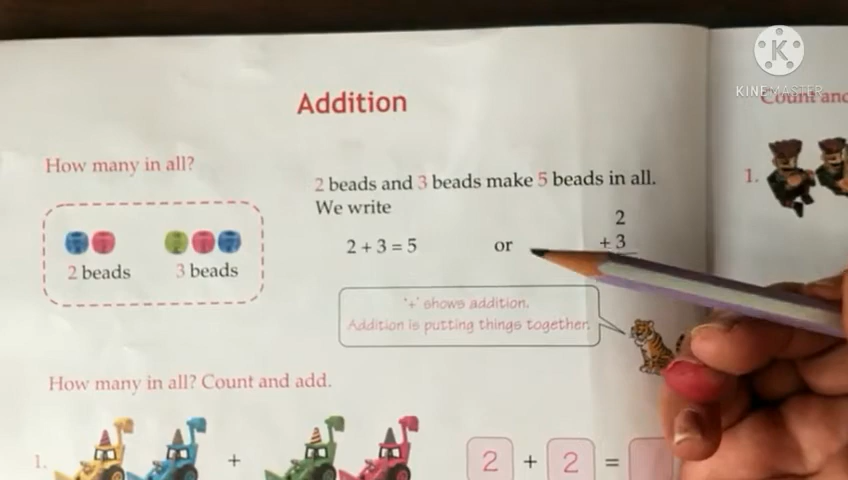 KINEMASTER
Addition
Count and
How many in all?
2 beads and 3 beads make 5 beads in all.
We write
1.
2
2 + 3 = 5 or + 3
2 beads 3 beads
'+' shows addition.
Addition is putting things together.
How many in all? Count and add.
1. + 2 + 2 =